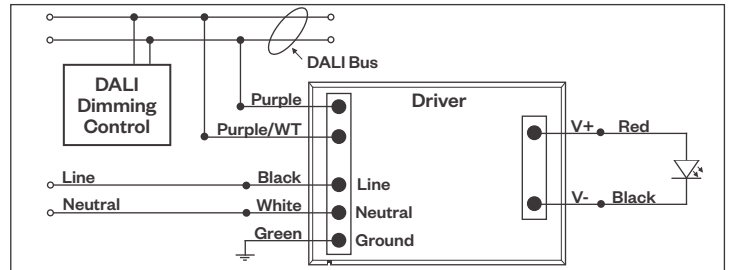 DALI Bus
DALI
Dimming
Control
Driver
Purple
Purple/WT
V+ Red
Line Black Line
V- Black
Neutral White Neutral
Green Ground